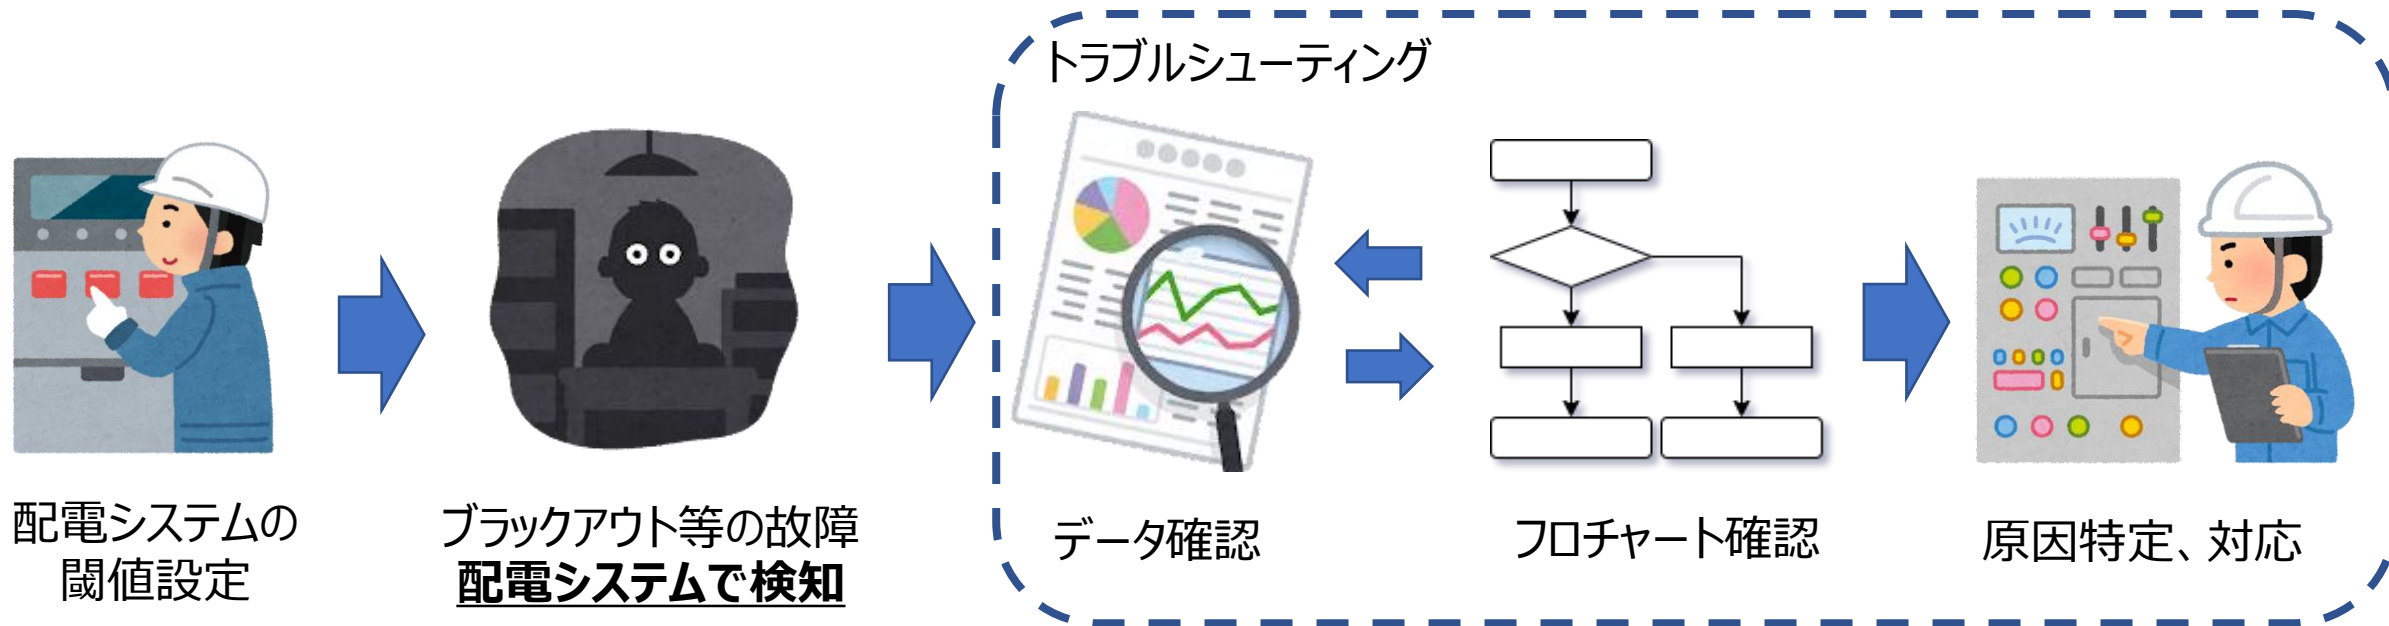 トラブルシューティング
配電システムの
閾値設定
ブラックアウト等の故障
配電システムで検知
データ確認
フロチャート確認
原因特定、対応